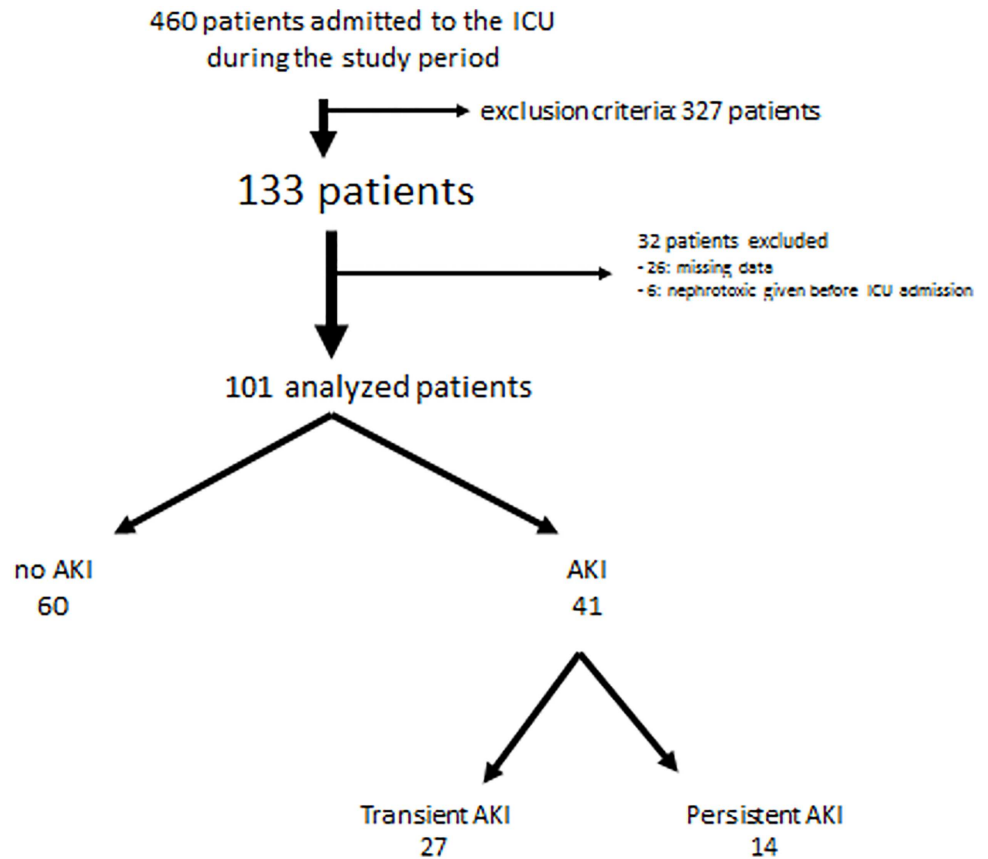 460 patients admitted to the ICU
during the study period
exclusion criteria: 327 patients
133 patients
32 patients excluded
- 26: missing data
- 6: nephrotoxic given before ICU admission
101 analyzed patients
no AKI
60
AKI
41
Transient AKI
27
Persistent AKI
14